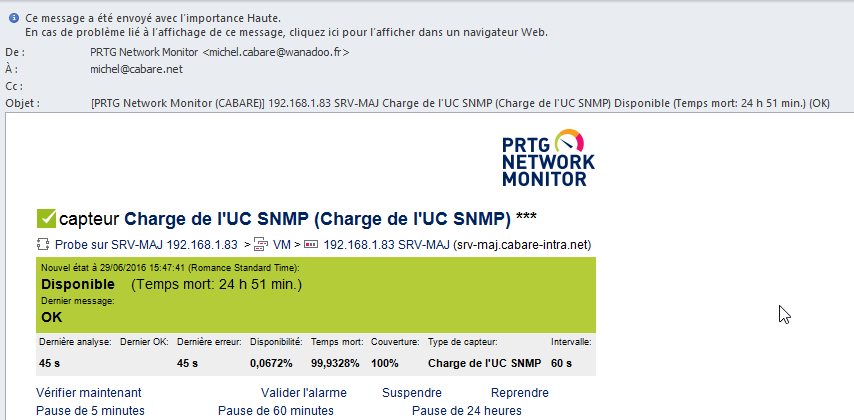 Ce message a été envoyé avec l'importance Haute.
En cas de problème lié à l'affichage de ce message, cliquez ici pour l'afficher dans un navigateur Web.
De : PRTG Network Monitor <michel.cabare@wanadoo.fr>
À : michel@cabare.net
Cc :
Objet : [PRTG Network Monitor (CABARE)] 192.168.1.83 SRV-MAJ Charge de l'UC SNMP (Charge de l'UC SNMP) Disponible (Temps mort: 24 h 51 min.) (OK)
PRTG
NETWORK
MONITOR
capteur Charge de l'UC SNMP (Charge de l'UC SNMP) ***
Probe sur SRV-MAJ 192.168.1.83 > VM > 192.168.1.83 SRV-MAJ (srv-maj.cabare-intra.net)
Nouvel état à 29/06/2016 15:47:41 (Romance Standard Time):
Disponible (Temps mort: 24 h 51 min.)
Dernier message:
OK
Dernière analyse: Dernier OK: Dernière erreur: Disponibilité: Temps mort: Couverture: Type de capteur: Intervalle:
45 s 45 s 0,0672% 99,9328% 100% Charge de l'UC SNMP 60 s
Vérifier maintenant Valider l'alarme Suspendre Reprendre
Pause de 5 minutes Pause de 60 minutes Pause de 24 heures